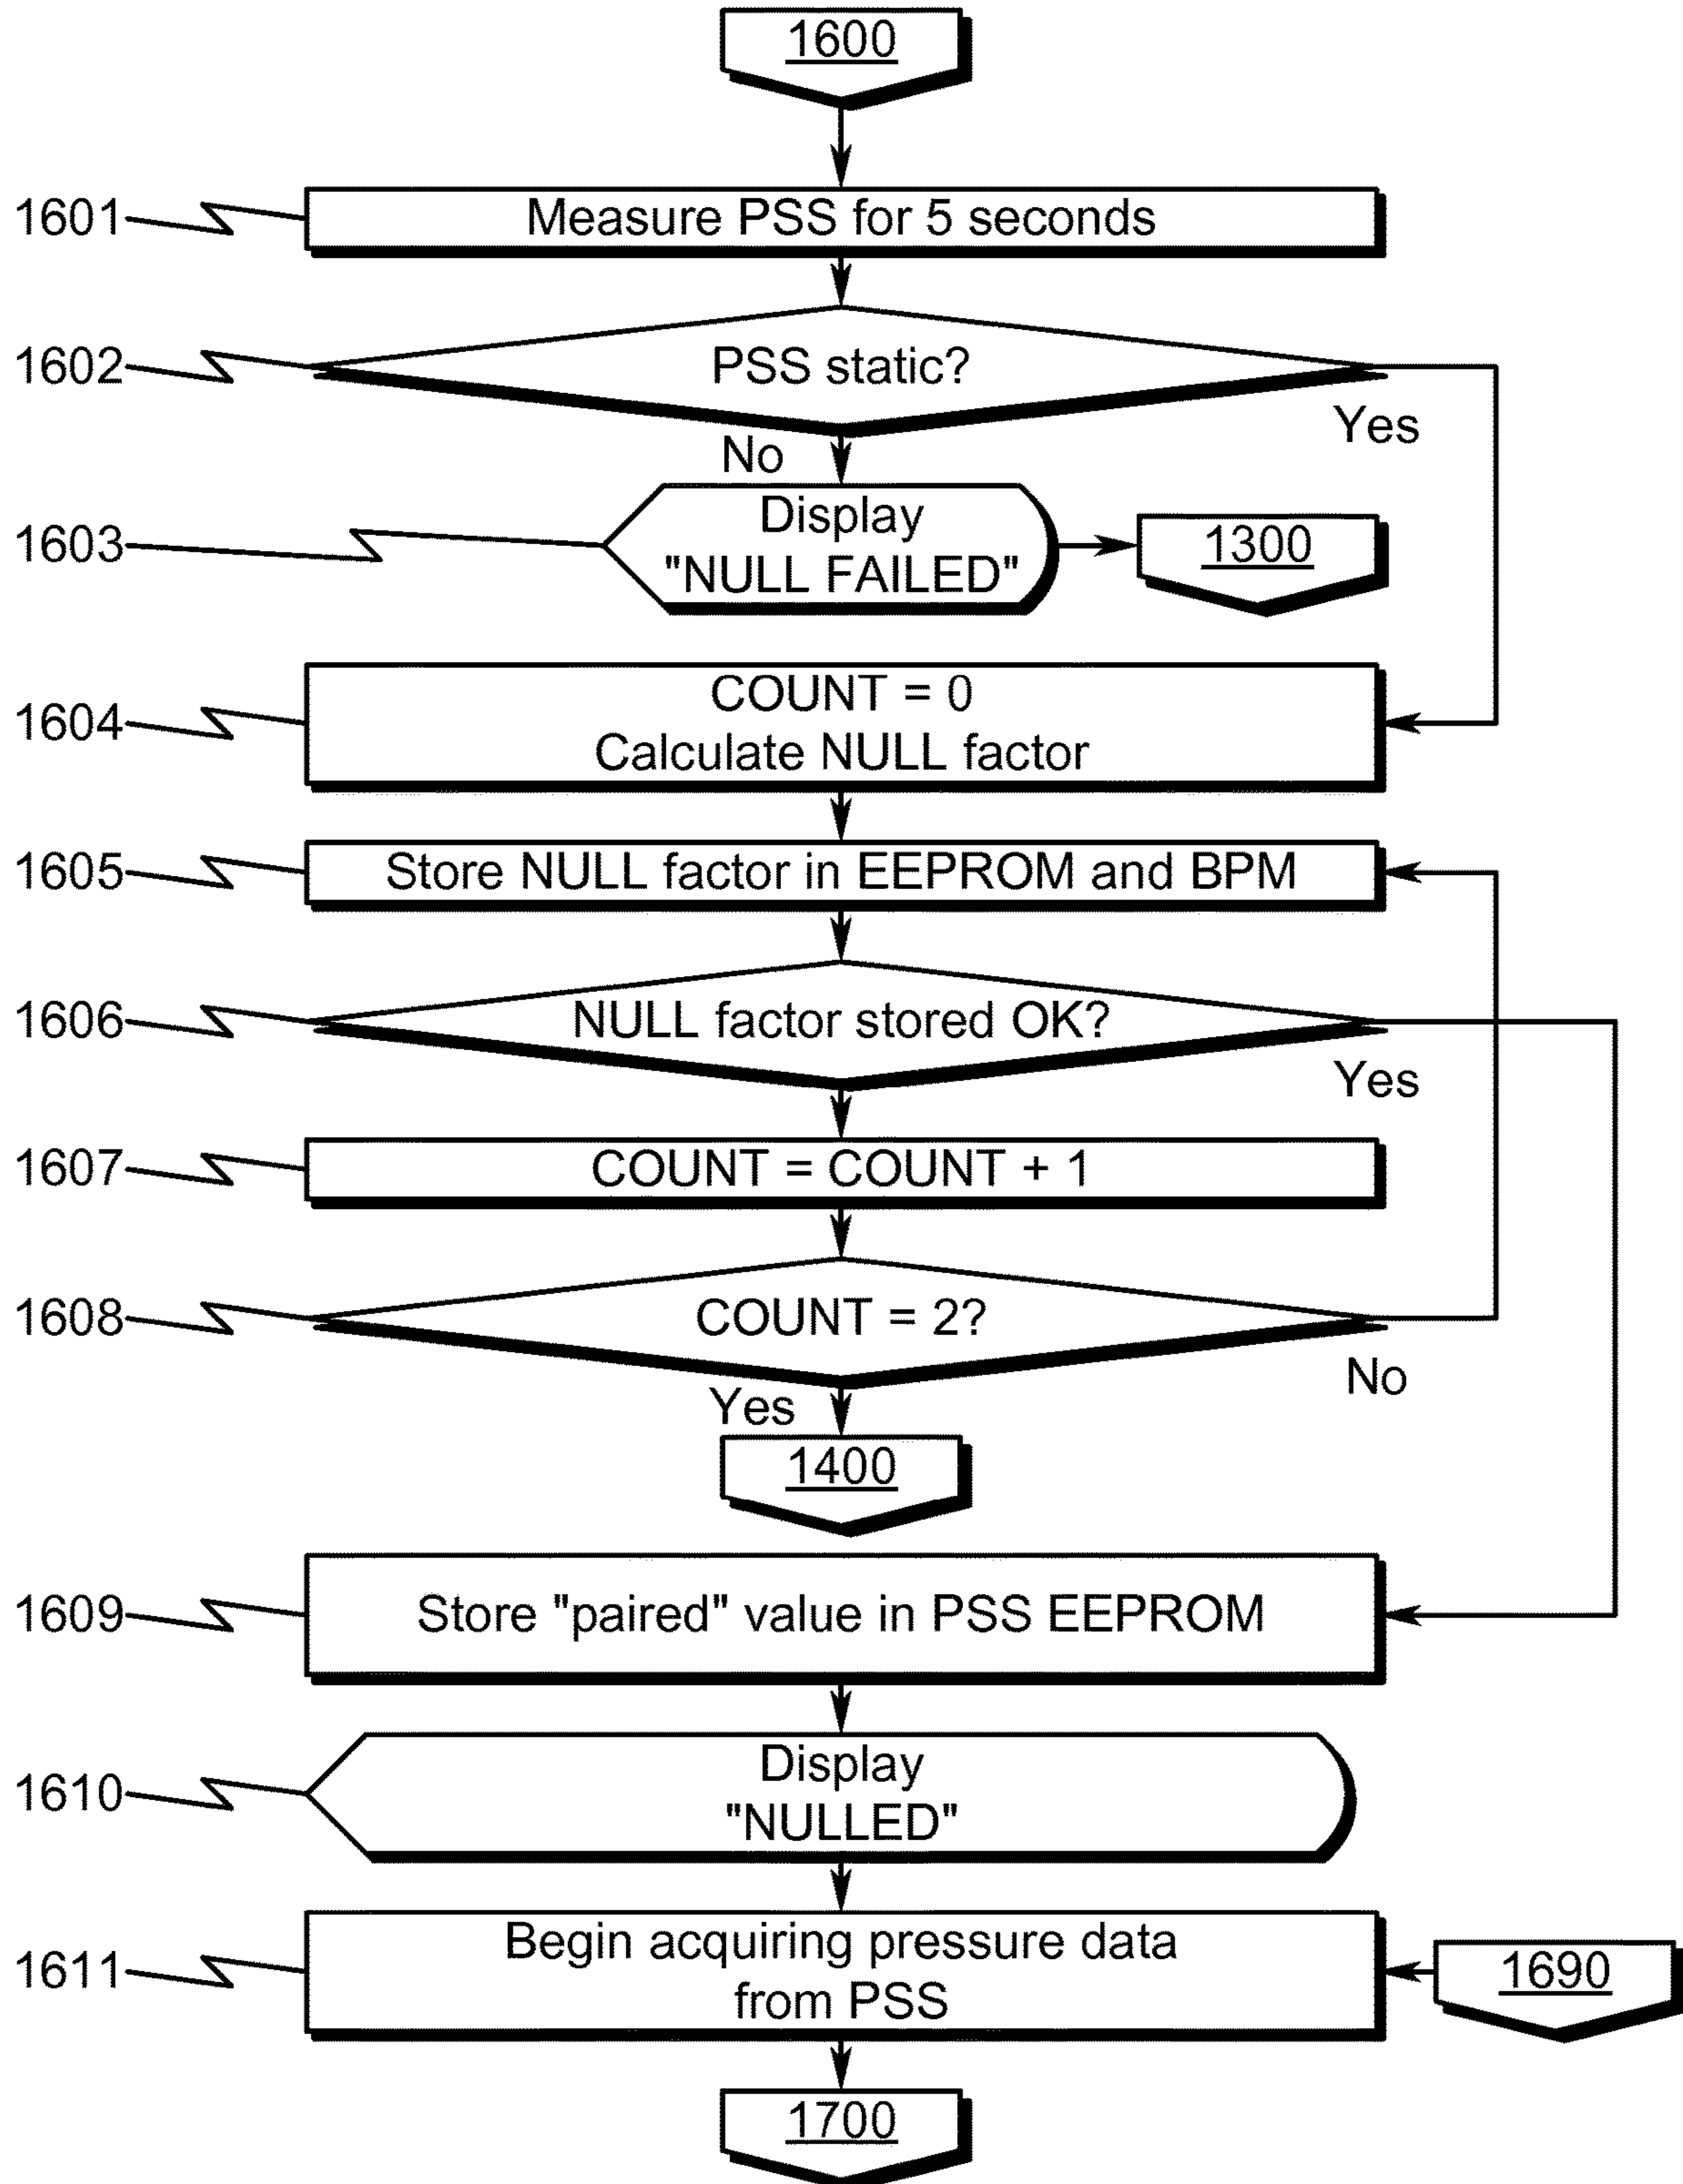 1600
1601
Measure PSS for 5 seconds
1602
PSS static?
Yes
No
1603
Display
"NULL FAILED"
1300
1604
COUNT = 0
Calculate NULL factor
1605
Store NULL factor in EEPROM and BPM
1606
NULL factor stored OK?
Yes
1607
COUNT = COUNT + 1
1608
COUNT = 2?
No
Yes
1400
1609
Store "paired" value in PSS EEPROM
1610
Display
"NULLED"
1611
Begin acquiring pressure data
from PSS
1690
1700